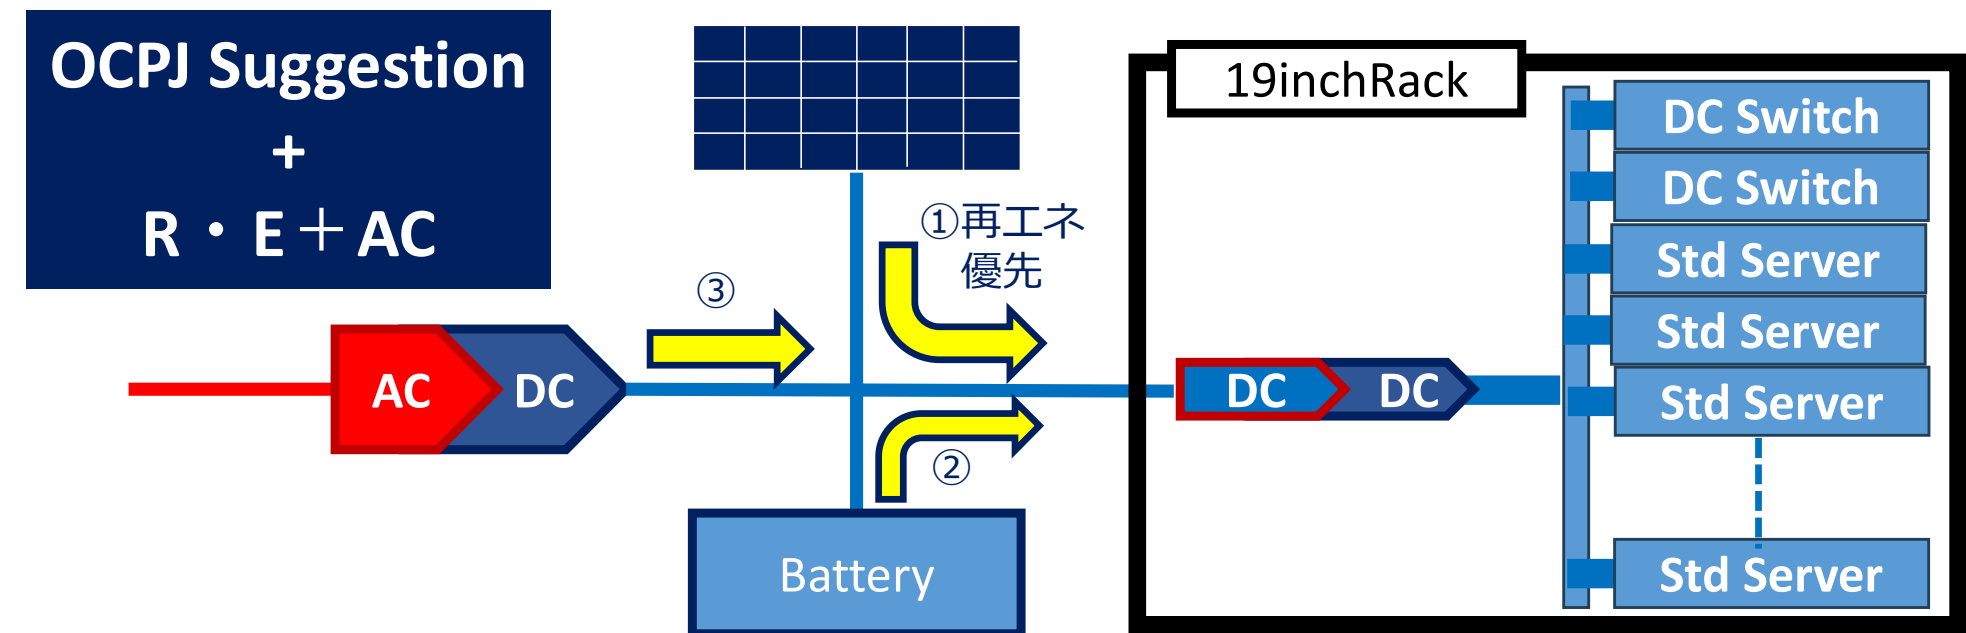 OCPJ Suggestion
+
R・E＋AC
①再エネ
優先
③
②
AC
DC
Battery
19inchRack
DC
DC
DC Switch
DC Switch
Std Server
Std Server
Std Server
Std Server